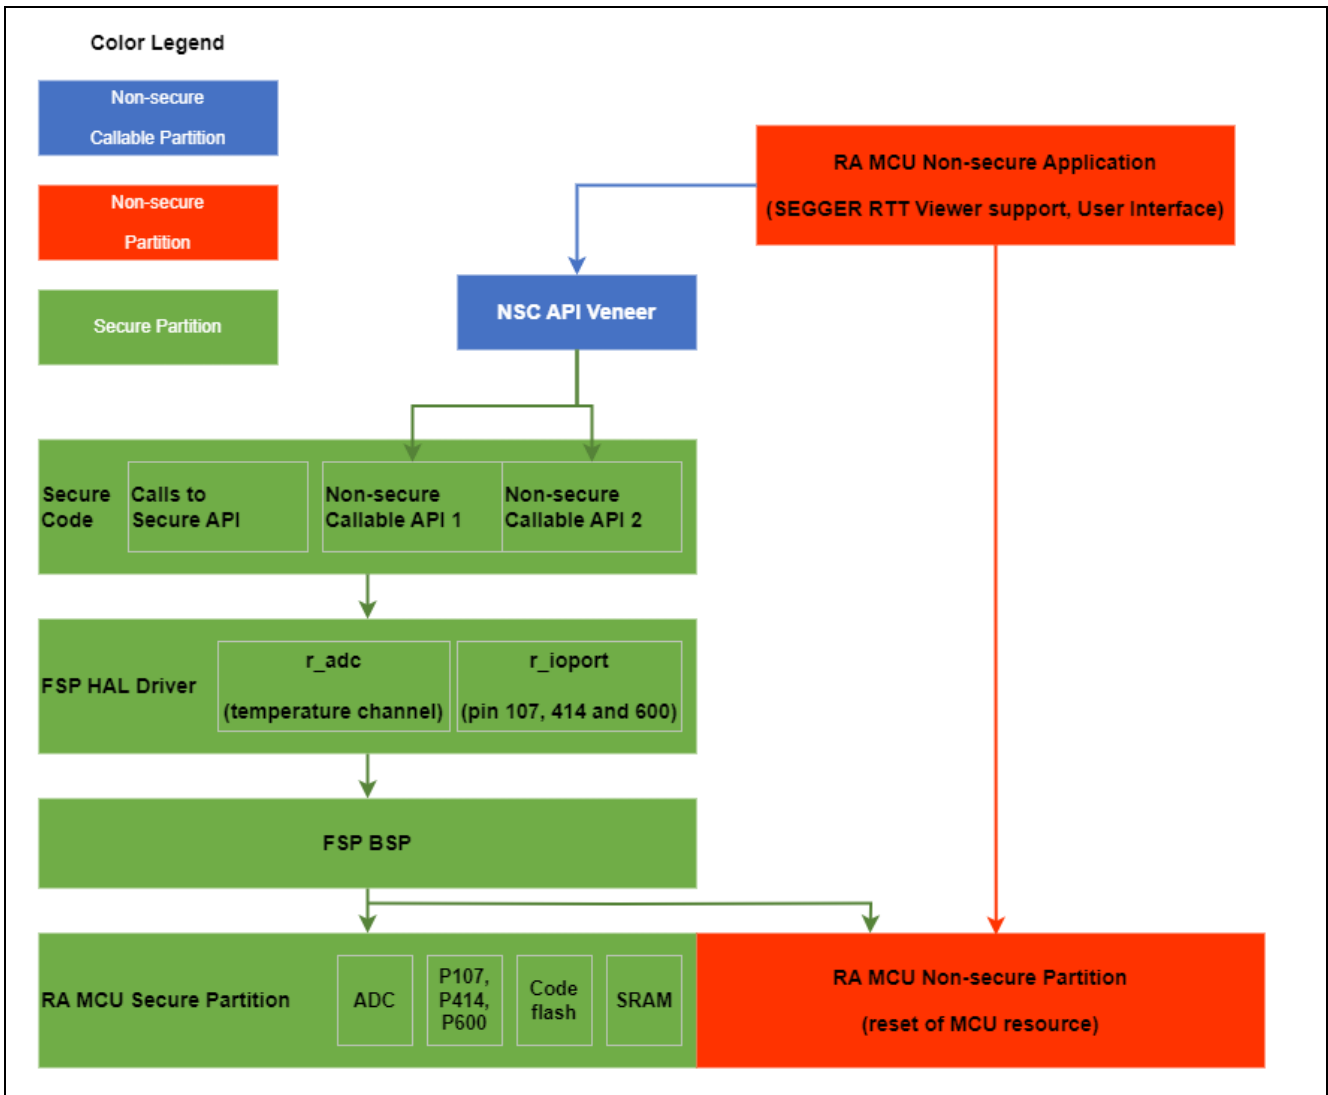 Color Legend
Non-secure
Callable Partition
Non-secure
Partition
Secure Partition
RA MCU Non-secure Application
(SEGGER RTT Viewer support, User Interface)
NSC API Veneer
Secure
Code
Calls to
Secure API
Non-secure
Callable API 1
Non-secure
Callable API 2
FSP HAL Driver
r_adc
(temperature channel)
r_ioport
(pin 107, 414 and 600)
FSP BSP
RA MCU Secure Partition
ADC
P107,
P414,
P600
Code
flash
SRAM
RA MCU Non-secure Partition
(reset of MCU resource)